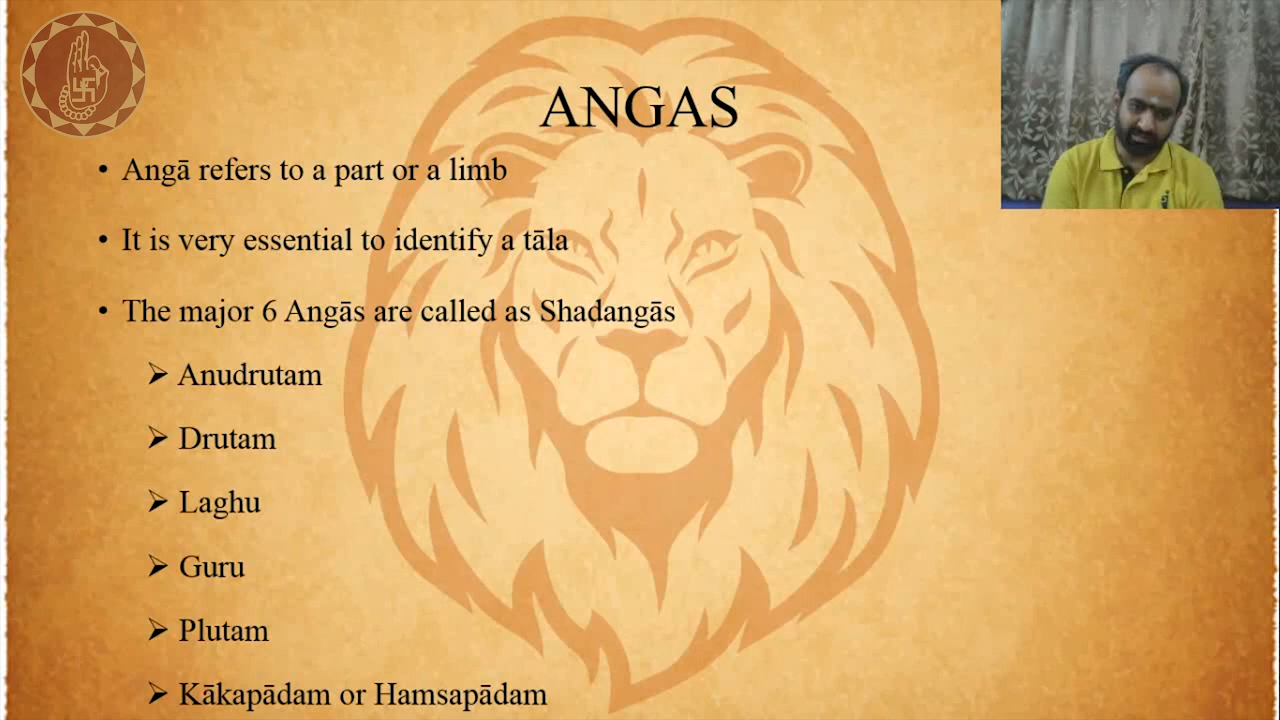 ANGAS
• Angā refers to a part or a limb
• It is very essential to identify a tāla
• The major 6 Angās are called as Shadangās
➢ Anudrutam
➢ Drutam
➢ Laghu
➢ Guru
➢ Plutam
➢ Kākapādam or Hamsapādam